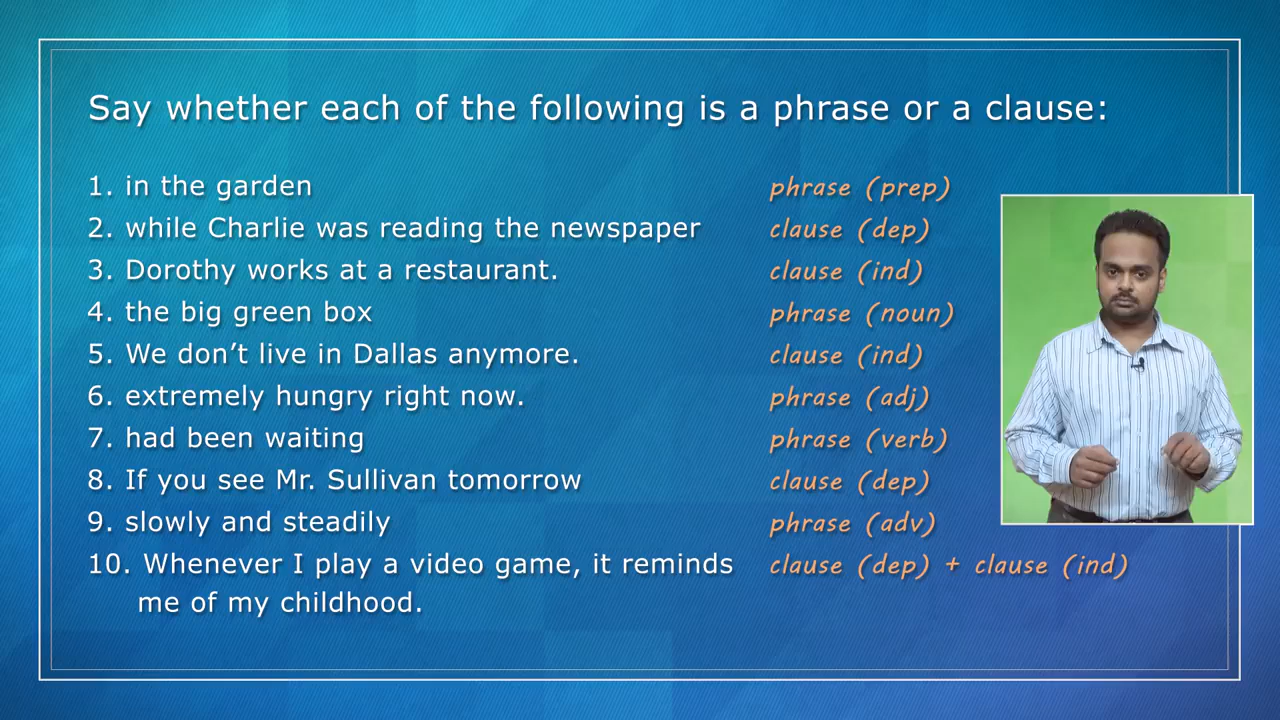 Say whether each of the following is a phrase or a clause:
1. in the garden phrase (prep)
2. while Charlie was reading the newspaper clause (dep)
3. Dorothy works at a restaurant. clause (ind)
4. the big green box phrase (noun)
5. We don’t live in Dallas anymore. clause (ind)
6. extremely hungry right now. phrase (adj)
7. had been waiting phrase (verb)
8. If you see Mr. Sullivan tomorrow clause (dep)
9. slowly and steadily phrase (adv)
10. Whenever I play a video game, it reminds clause (dep) + clause (ind)
me of my childhood.